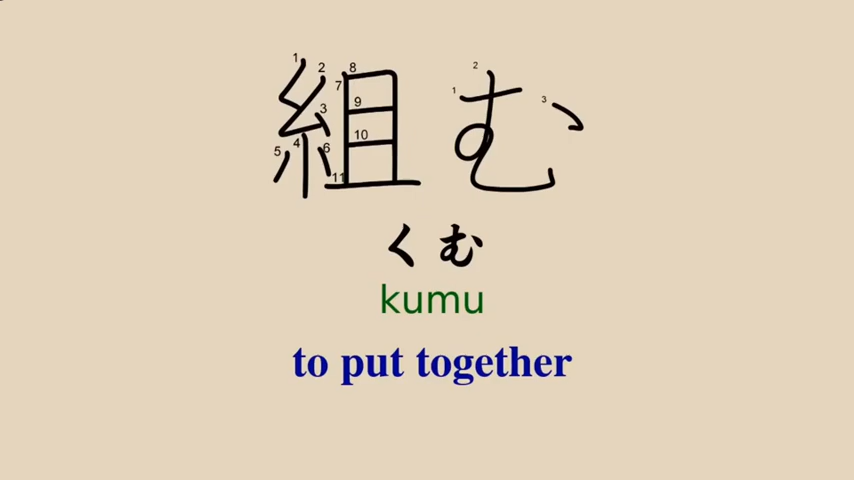 組む
くむ
kumu
to put together